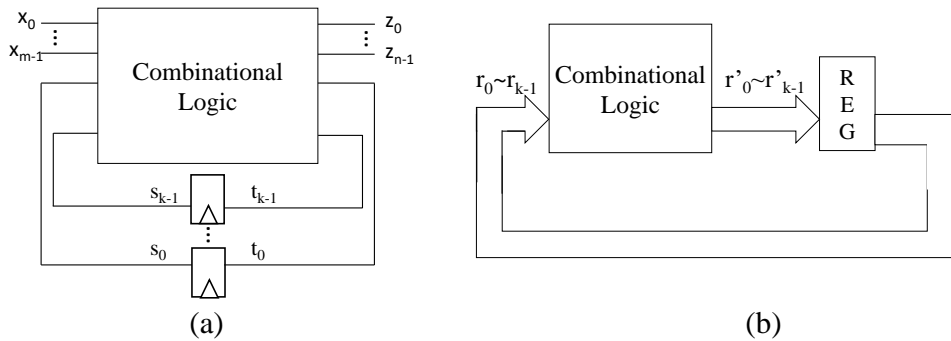 x₀
⋮
xₘ₋₁
Combinational
Logic
z₀
⋮
zₙ₋₁
sₖ₋₁
tₖ₋₁
⋮
s₀
t₀
(a)
r₀~rₖ₋₁
Combinational
Logic
r'₀~r'ₖ₋₁
R
E
G
(b)